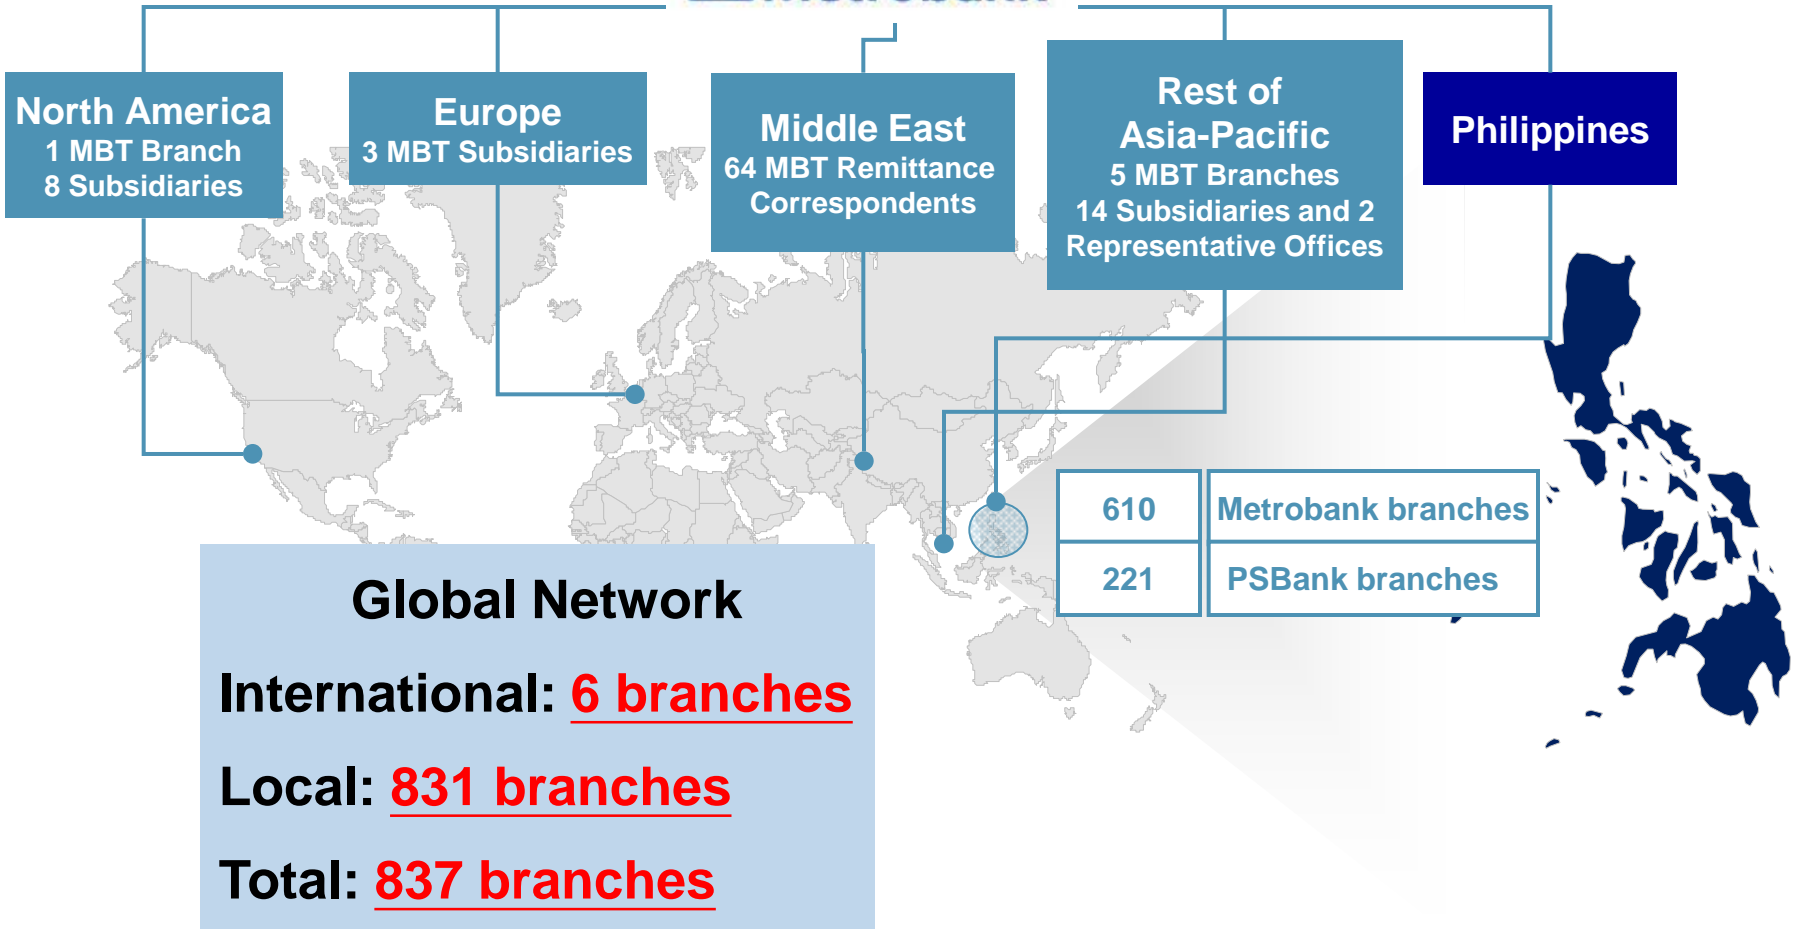 North America
1 MBT Branch
8 Subsidiaries
Europe
3 MBT Subsidiaries
Middle East
64 MBT Remittance
Correspondents
Rest of
Asia-Pacific
5 MBT Branches
14 Subsidiaries and 2
Representative Offices
Philippines
610 Metrobank branches
221 PSBank branches
Global Network
International: 6 branches
Local: 831 branches
Total: 837 branches